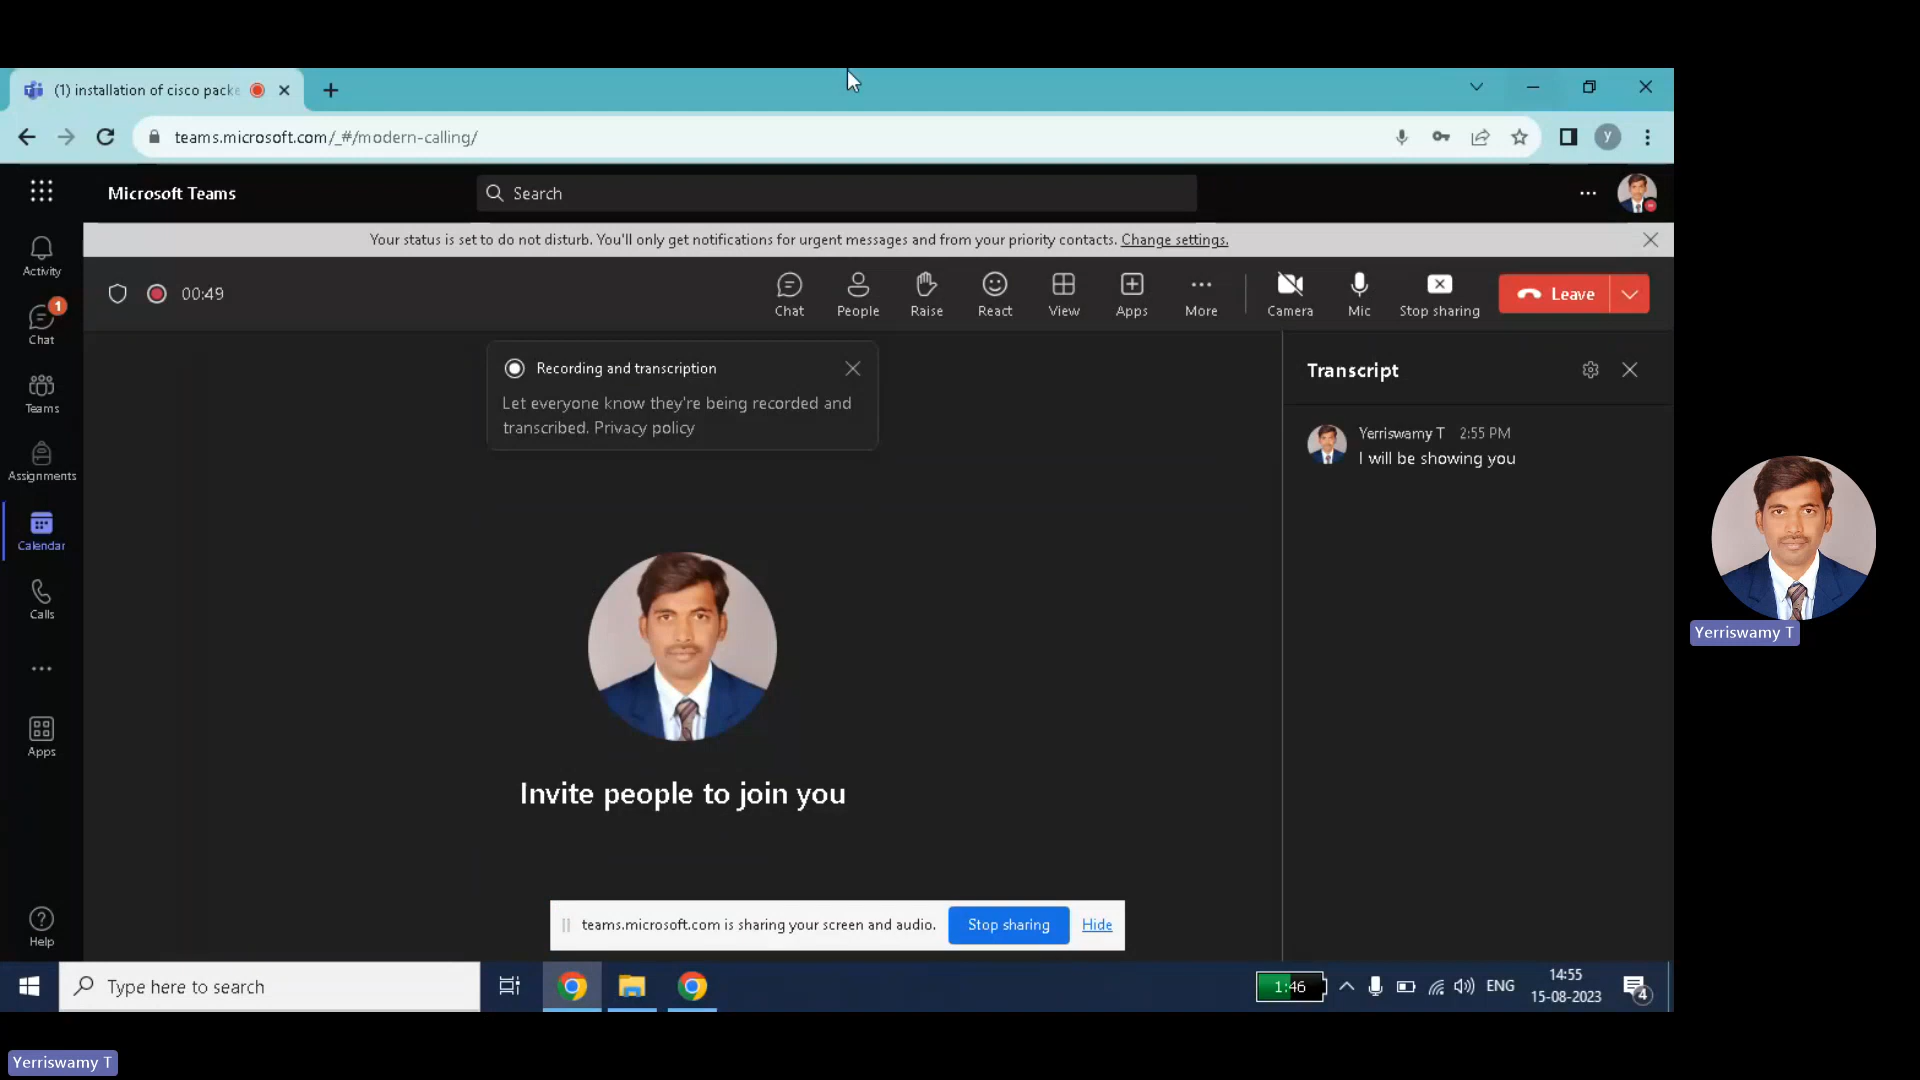 (1) installation of cisco packe
teams.microsoft.com/_#/modern-calling/
y
Microsoft Teams
Search
Your status is set to do not disturb. You'll only get notifications for urgent messages and from your priority contacts. Change settings.
Activity
1
Chat
Teams
Assignments
Calendar
Calls
Apps
Help
00:49
Chat
People
Raise
React
View
Apps
More
Camera
Mic
Stop sharing
Leave
Recording and transcription
Let everyone know they're being recorded and
transcribed. Privacy policy
Invite people to join you
Transcript
Yerriswamy T 2:55 PM
I will be showing you
teams.microsoft.com is sharing your screen and audio.
Stop sharing
Hide
Type here to search
1:46
ENG
14:55
15-08-2023
4
Yerriswamy T
Yerriswamy T